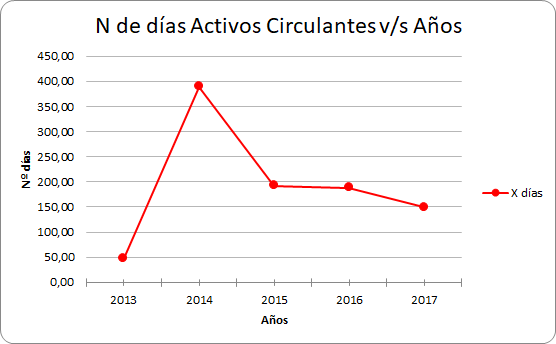 N de días Activos Circulantes v/s Años
450,00
400,00
350,00
300,00
250,00
200,00
150,00
100,00
50,00
0,00
Nº días
2013 2014 2015 2016 2017
Años
X días